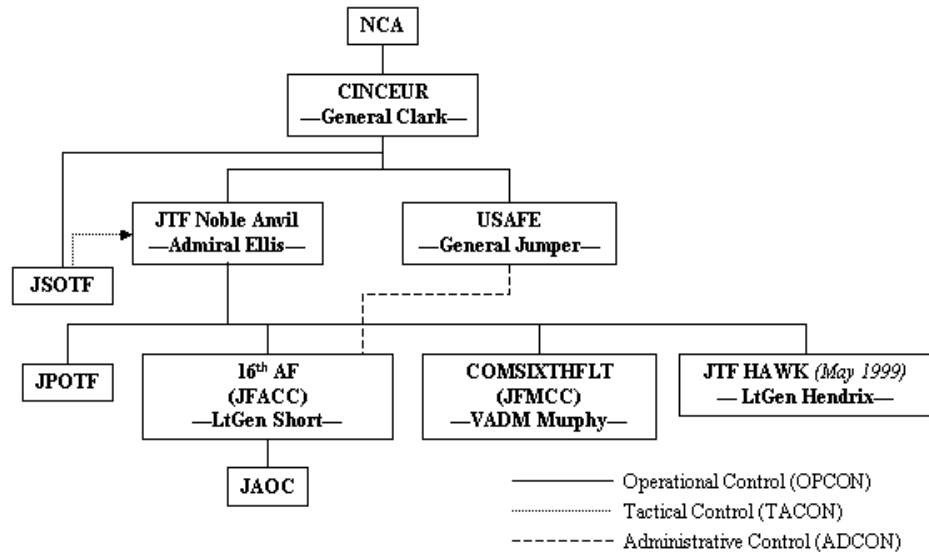 NCA
CINCEUR
—General Clark—
JTF Noble Anvil
—Admiral Ellis—
USAFE
—General Jumper—
JSOTF
JPOTF
16th AF
(JFACC)
—LtGen Short—
COMSIXTHFLT
(JFMCC)
—VADM Murphy—
JTF HAWK (May 1999)
— LtGen Hendrix—
JAOC
Operational Control (OPCON)
Tactical Control (TACON)
Administrative Control (ADCON)